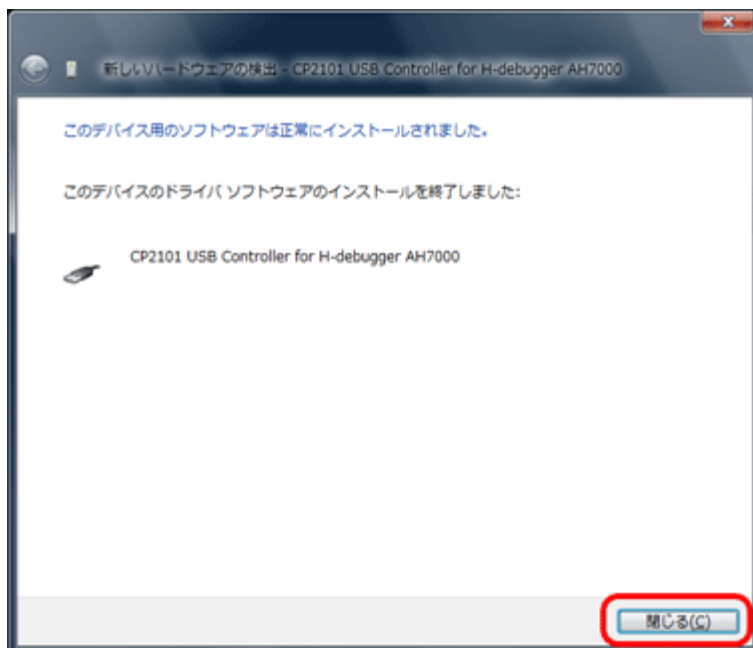 新しいハードウェアの検出 - CP2101 USB Controller for H-debugger AH7000
このデバイス用のソフトウェアは正常にインストールされました。
このデバイスのドライバ ソフトウェアのインストールを終了しました:
CP2101 USB Controller for H-debugger AH7000
閉じる(C)